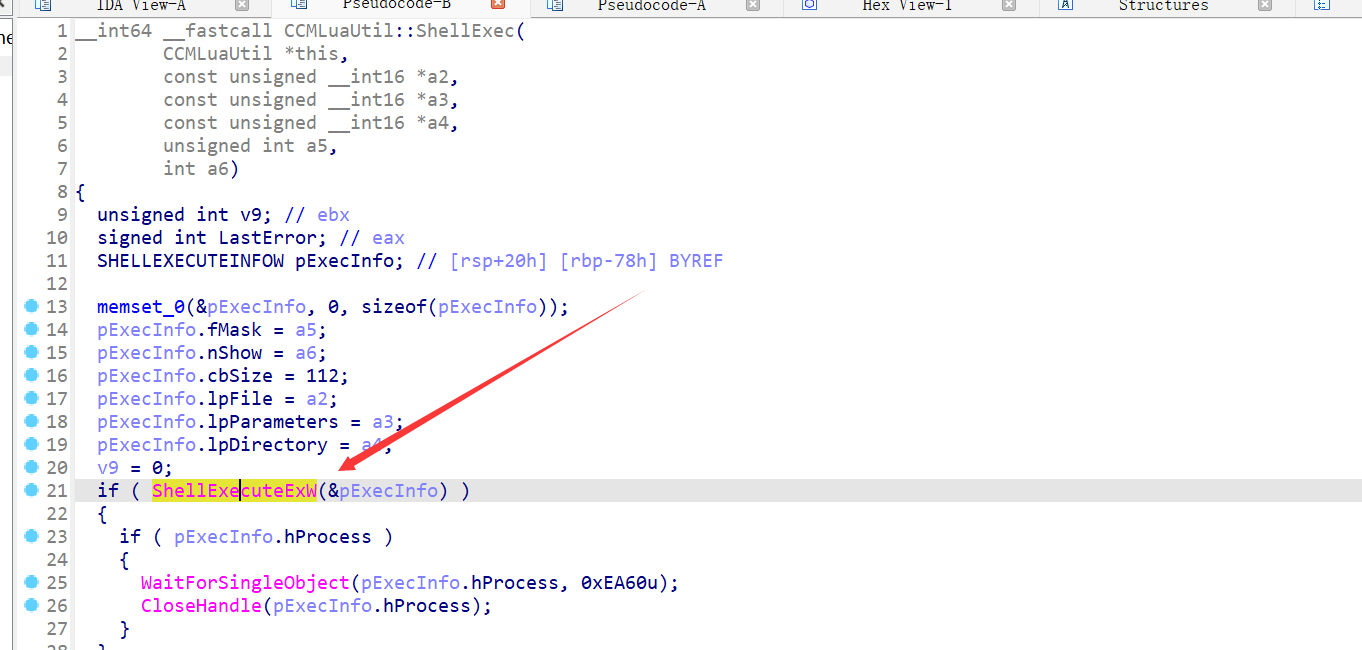 IDA View-A Pseudocode-B Pseudocode-A Hex View-1 Structures
1 __int64 __fastcall CCMLuaUtil::ShellExec(
2 CCMLuaUtil *this,
3 const unsigned __int16 *a2,
4 const unsigned __int16 *a3,
5 const unsigned __int16 *a4,
6 unsigned int a5,
7 int a6)
8 {
9 unsigned int v9; // ebx
10 signed int LastError; // eax
11 SHELLEXECUTEINFOW pExecInfo; // [rsp+20h] [rbp-78h] BYREF
12
13 memset_0(&pExecInfo, 0, sizeof(pExecInfo));
14 pExecInfo.fMask = a5;
15 pExecInfo.nShow = a6;
16 pExecInfo.cbSize = 112;
17 pExecInfo.lpFile = a2;
18 pExecInfo.lpParameters = a3;
19 pExecInfo.lpDirectory = a4;
20 v9 = 0;
21 if ( ShellExecuteExW(&pExecInfo) )
22 {
23 if ( pExecInfo.hProcess )
24 {
25 WaitForSingleObject(pExecInfo.hProcess, 0xEA60u);
26 CloseHandle(pExecInfo.hProcess);
27 }
28 }